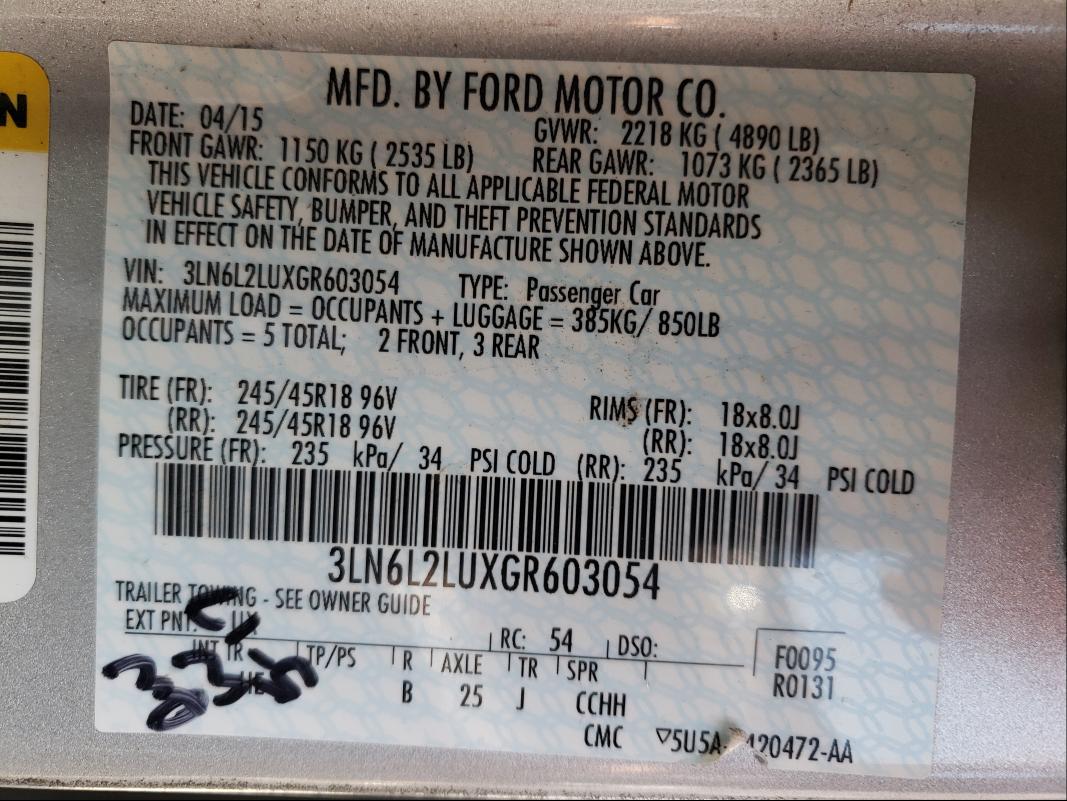 N
MFD. BY FORD MOTOR CO.
DATE: 04/15 GVWR: 2218 KG ( 4890 LB)
FRONT GAWR: 1150 KG ( 2535 LB) REAR GAWR: 1073 KG ( 2365 LB)
THIS VEHICLE CONFORMS TO ALL APPLICABLE FEDERAL MOTOR
VEHICLE SAFETY, BUMPER, AND THEFT PREVENTION STANDARDS
IN EFFECT ON THE DATE OF MANUFACTURE SHOWN ABOVE.
VIN: 3LN6L2LUXGR603054 TYPE: Passenger Car
MAXIMUM LOAD = OCCUPANTS + LUGGAGE = 385KG/ 850LB
OCCUPANTS = 5 TOTAL; 2 FRONT, 3 REAR
TIRE (FR): 245/45R18 96V RIMS (FR): 18x8.0J
(RR): 245/45R18 96V (RR): 18x8.0J
PRESSURE (FR): 235 kPa/ 34 PSI COLD (RR): 235 kPa/ 34 PSI COLD
3LN6L2LUXGR603054
TRAILER TOWING - SEE OWNER GUIDE
EXT PNT: UX RC: 54 DSO: F0095
INT TR TP/PS R AXLE TR SPR R0131
B 25 J CCHH
CMC ▽5U5A- 420472-AA